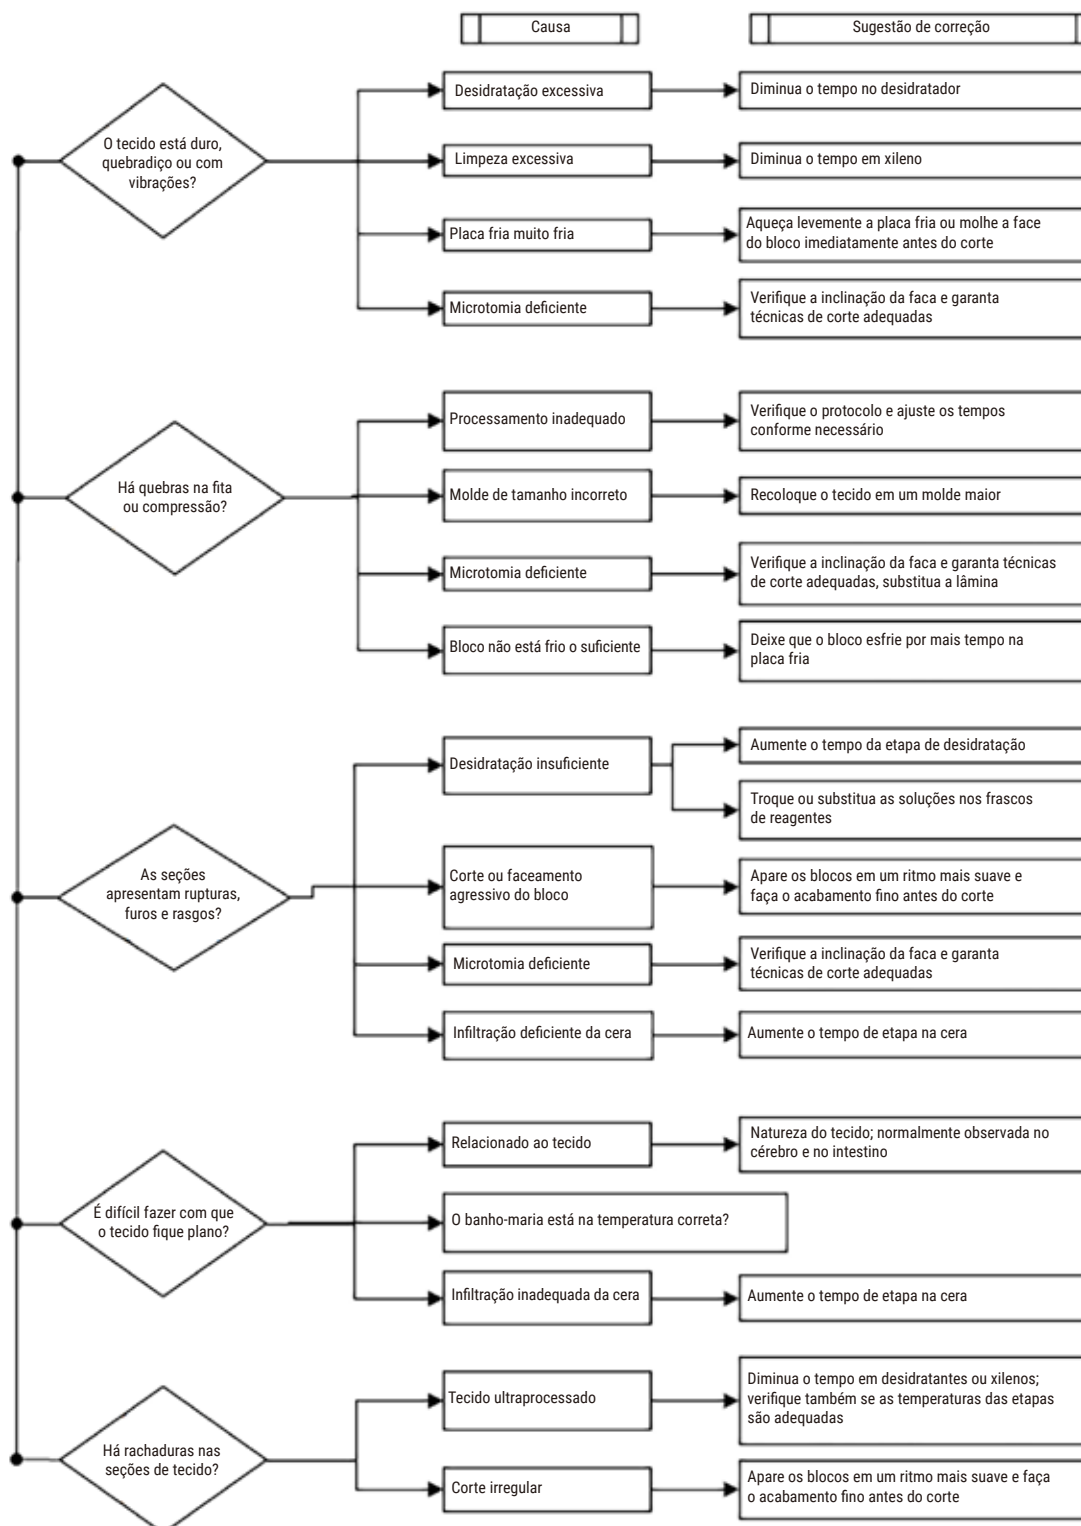 Causa
Sugestão de correção
O tecido está duro,
quebradiço ou com
vibrações?
Desidratação excessiva
Diminua o tempo no desidratador
Limpeza excessiva
Diminua o tempo em xileno
Placa fria muito fria
Aqueça levemente a placa fria ou molhe a face
do bloco imediatamente antes do corte
Microtomia deficiente
Verifique a inclinação da faca e garanta
técnicas de corte adequadas
Há quebras na fita
ou compressão?
Processamento inadequado
Verifique o protocolo e ajuste os tempos
conforme necessário
Molde de tamanho incorreto
Recoloque o tecido em um molde maior
Microtomia deficiente
Verifique a inclinação da faca e garanta técnicas
de corte adequadas, substitua a lâmina
Bloco não está frio o suficiente
Deixe que o bloco esfrie por mais tempo na
placa fria
As seções
apresentam rupturas,
furos e rasgos?
Desidratação insuficiente
Aumente o tempo da etapa de desidratação
Troque ou substitua as soluções nos frascos
de reagentes
Corte ou faceamento
agressivo do bloco
Apare os blocos em um ritmo mais suave e
faça o acabamento fino antes do corte
Microtomia deficiente
Verifique a inclinação da faca e garanta
técnicas de corte adequadas
Infiltração deficiente da cera
Aumente o tempo de etapa na cera
É difícil fazer com que
o tecido fique plano?
Relacionado ao tecido
Natureza do tecido; normalmente observada no
cérebro e no intestino
O banho-maria está na temperatura correta?
Infiltração inadequada da cera
Aumente o tempo de etapa na cera
Há rachaduras nas
seções de tecido?
Tecido ultraprocessado
Diminua o tempo em desidratantes ou xilenos;
verifique também se as temperaturas das etapas
são adequadas
Corte irregular
Apare os blocos em um ritmo mais suave e faça
o acabamento fino antes do corte